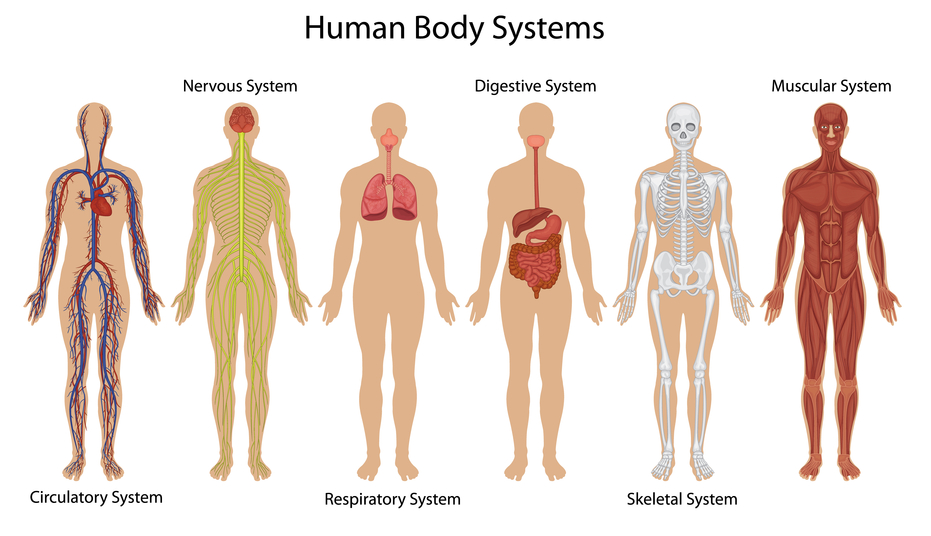 Human Body Systems
Nervous System
Digestive System
Muscular System
Circulatory System
Respiratory System
Skeletal System